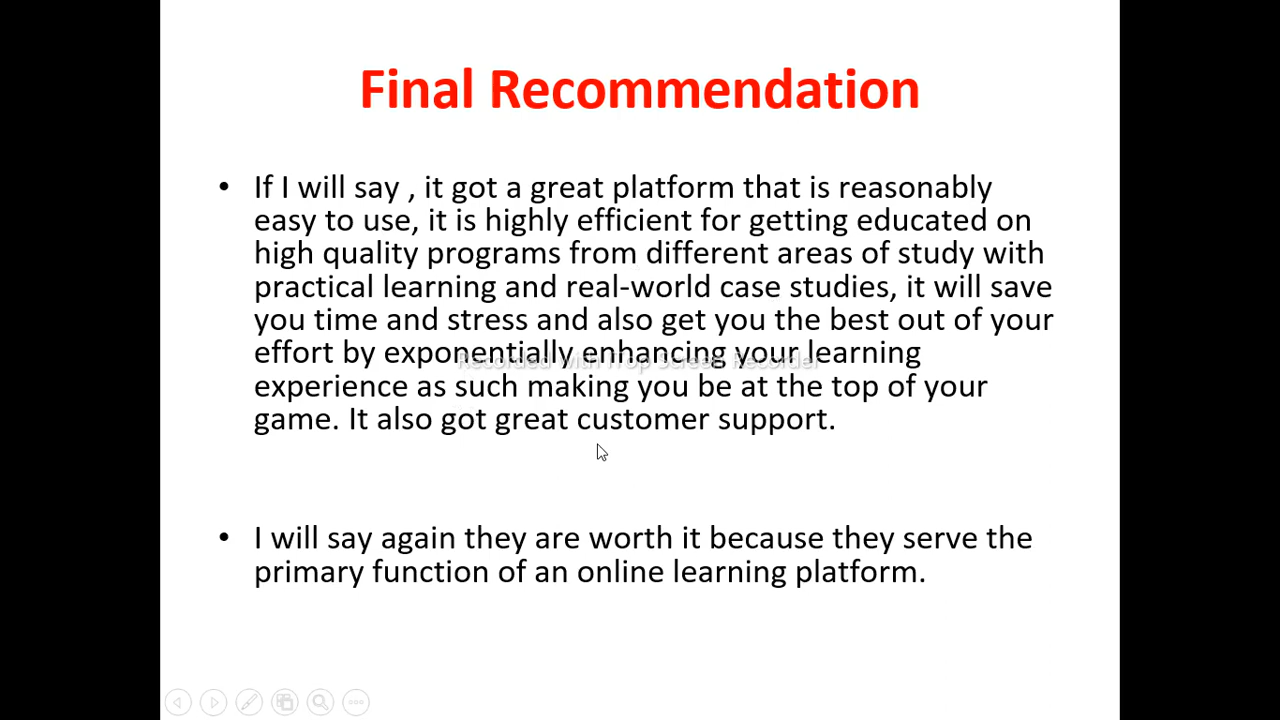 Final Recommendation
• If I will say , it got a great platform that is reasonably
easy to use, it is highly efficient for getting educated on
high quality programs from different areas of study with
practical learning and real-world case studies, it will save
you time and stress and also get you the best out of your
effort by exponentially enhancing your learning
Recorded with iTop Screen Recorder
experience as such making you be at the top of your
game. It also got great customer support.
• I will say again they are worth it because they serve the
primary function of an online learning platform.